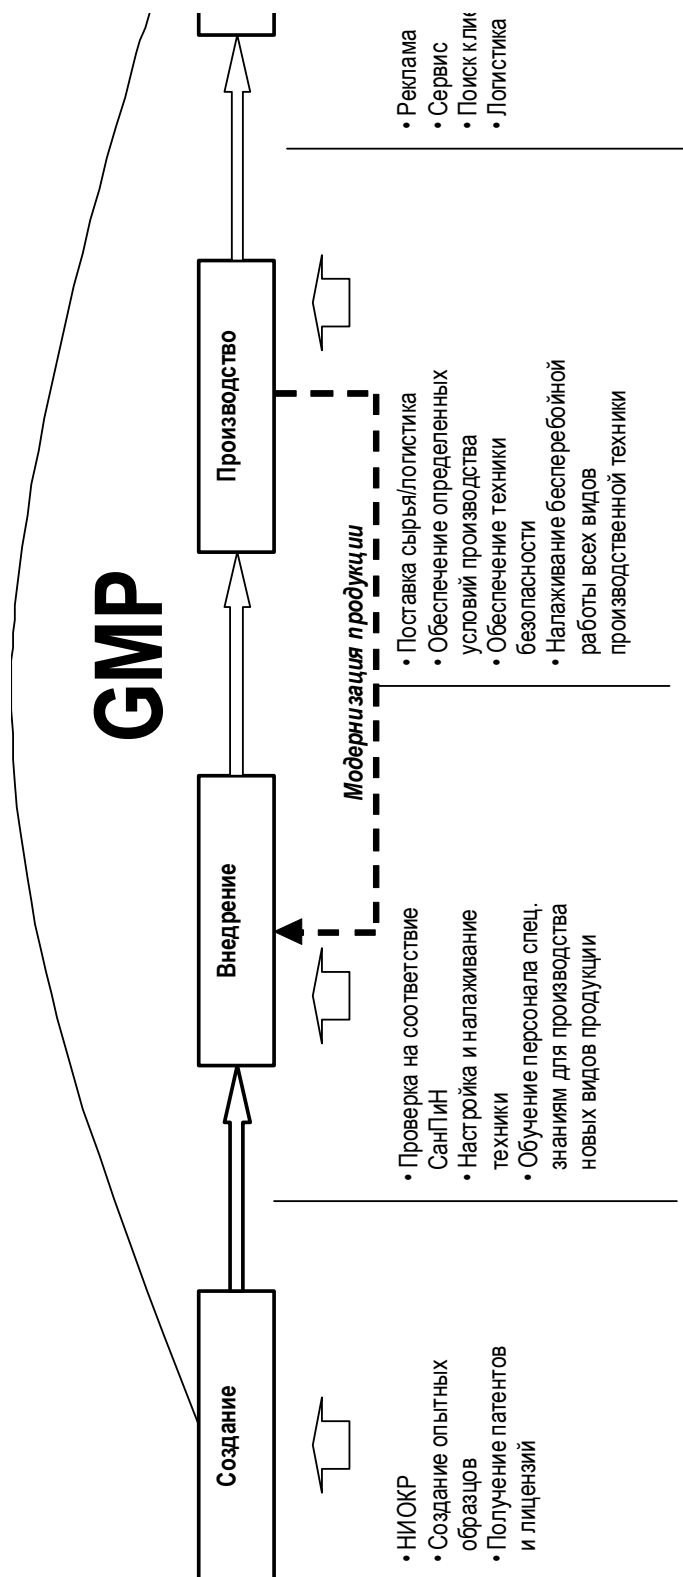 GMP
Создание
Внедрение
Производство
Модернизация продукции
• НИОКР
• Создание опытных
образцов
• Получение патентов
и лицензий
• Проверка на соответствие
СанПиН
• Настройка и налаживание
техники
• Обучение персонала спец.
знаниям для производства
новых видов продукции
• Поставка сырья/логистика
• Обеспечение определенных
условий производства
• Обеспечение техники
безопасности
• Налаживание бесперебойной
работы всех видов
производственной техники
• Реклама
• Сервис
• Поиск
• Логистика